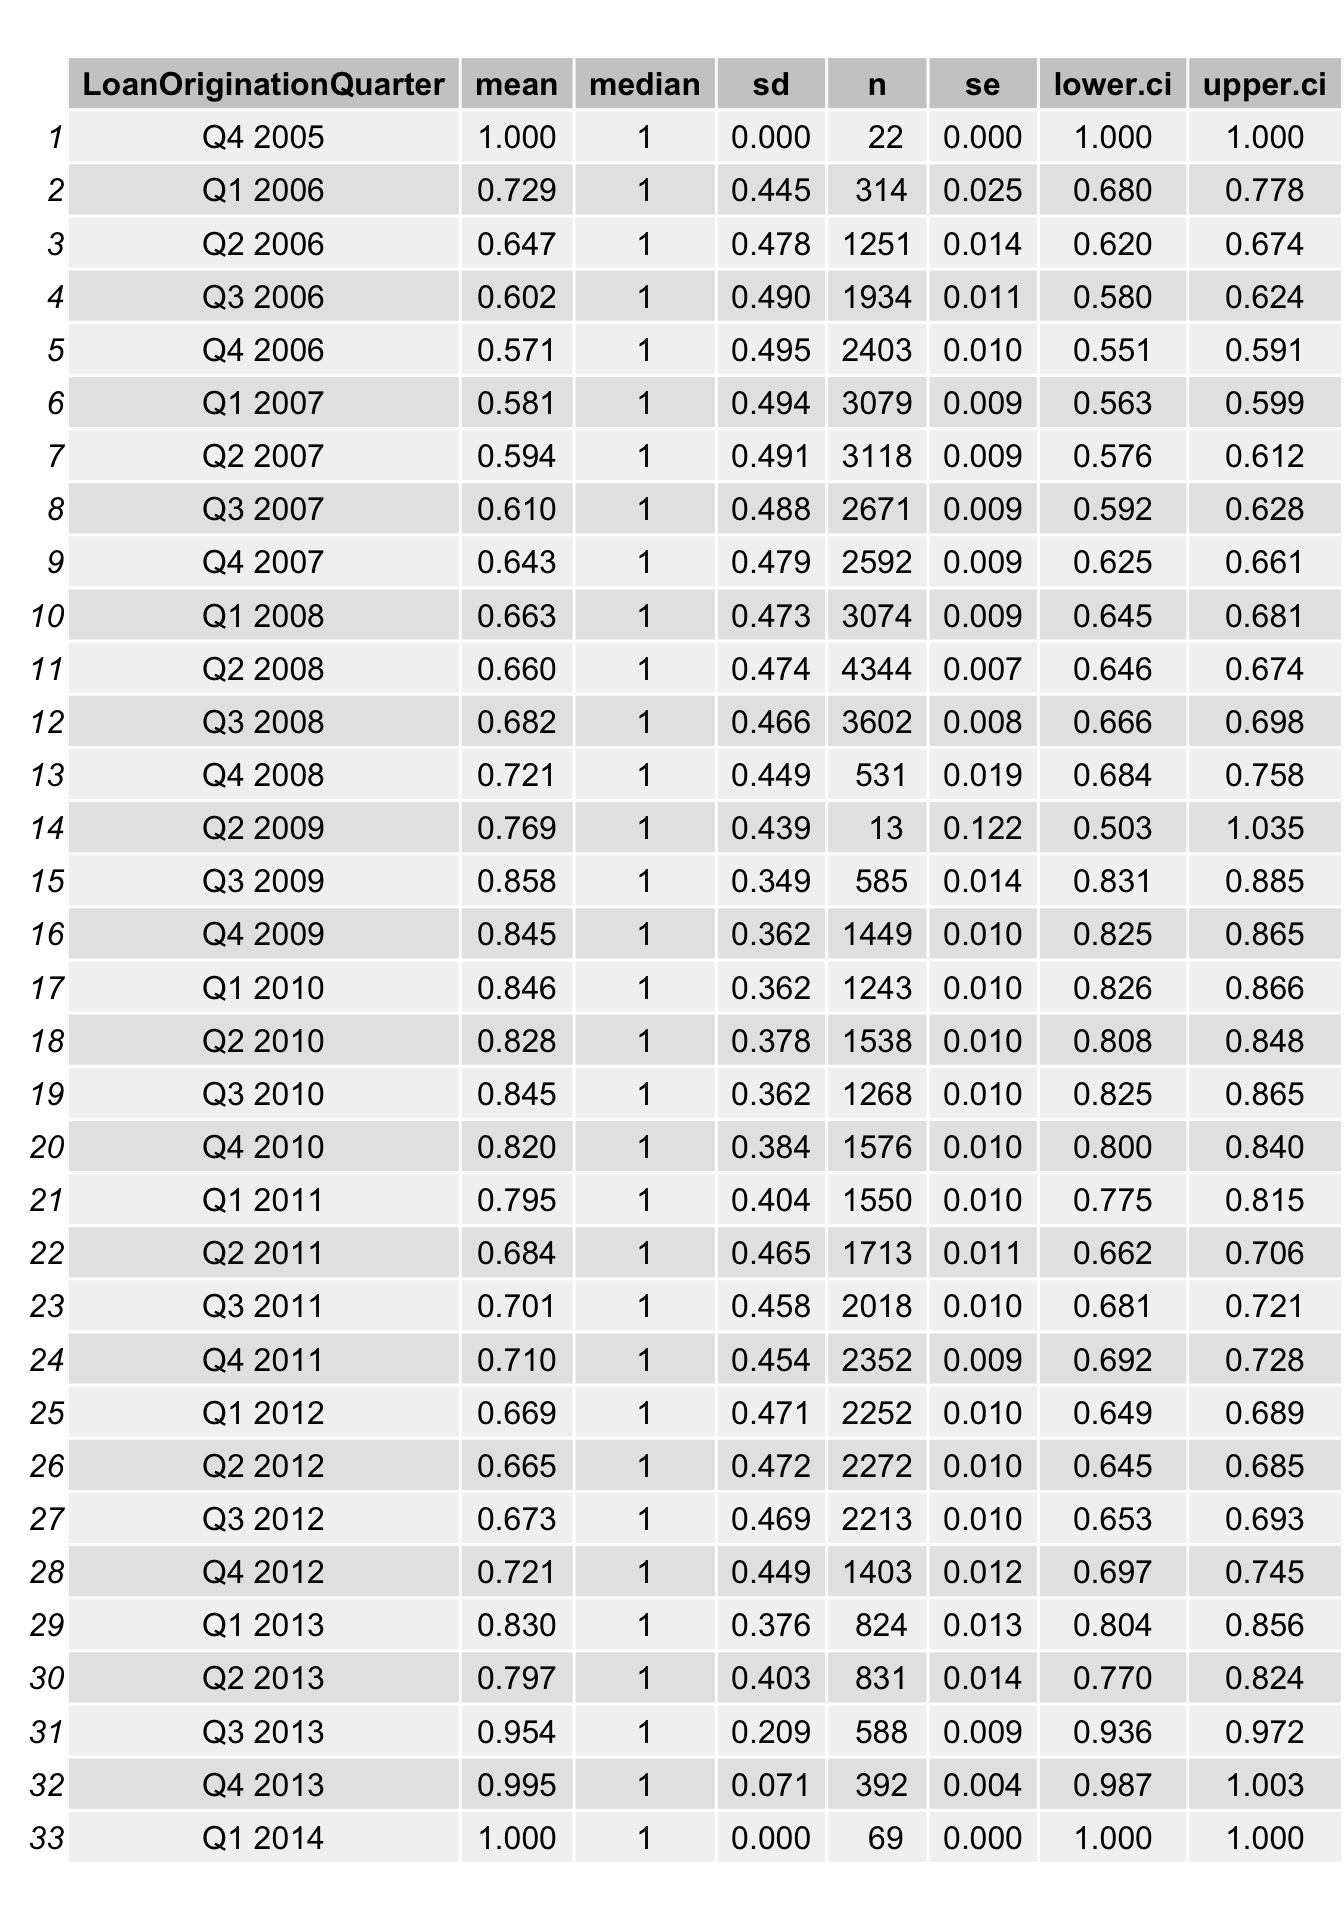 LoanOriginationQuarter mean median sd n se lower.ci upper.ci
1 Q4 2005 1.000 1 0.000 22 0.000 1.000 1.000
2 Q1 2006 0.729 1 0.445 314 0.025 0.680 0.778
3 Q2 2006 0.647 1 0.478 1251 0.014 0.620 0.674
4 Q3 2006 0.602 1 0.490 1934 0.011 0.580 0.624
5 Q4 2006 0.571 1 0.495 2403 0.010 0.551 0.591
6 Q1 2007 0.581 1 0.494 3079 0.009 0.563 0.599
7 Q2 2007 0.594 1 0.491 3118 0.009 0.576 0.612
8 Q3 2007 0.610 1 0.488 2671 0.009 0.592 0.628
9 Q4 2007 0.643 1 0.479 2592 0.009 0.625 0.661
10 Q1 2008 0.663 1 0.473 3074 0.009 0.645 0.681
11 Q2 2008 0.660 1 0.474 4344 0.007 0.646 0.674
12 Q3 2008 0.682 1 0.466 3602 0.008 0.666 0.698
13 Q4 2008 0.721 1 0.449 531 0.019 0.684 0.758
14 Q2 2009 0.769 1 0.439 13 0.122 0.503 1.035
15 Q3 2009 0.858 1 0.349 585 0.014 0.831 0.885
16 Q4 2009 0.845 1 0.362 1449 0.010 0.825 0.865
17 Q1 2010 0.846 1 0.362 1243 0.010 0.826 0.866
18 Q2 2010 0.828 1 0.378 1538 0.010 0.808 0.848
19 Q3 2010 0.845 1 0.362 1268 0.010 0.825 0.865
20 Q4 2010 0.820 1 0.384 1576 0.010 0.800 0.840
21 Q1 2011 0.795 1 0.404 1550 0.010 0.775 0.815
22 Q2 2011 0.684 1 0.465 1713 0.011 0.662 0.706
23 Q3 2011 0.701 1 0.458 2018 0.010 0.681 0.721
24 Q4 2011 0.710 1 0.454 2352 0.009 0.692 0.728
25 Q1 2012 0.669 1 0.471 2252 0.010 0.649 0.689
26 Q2 2012 0.665 1 0.472 2272 0.010 0.645 0.685
27 Q3 2012 0.673 1 0.469 2213 0.010 0.653 0.693
28 Q4 2012 0.721 1 0.449 1403 0.012 0.697 0.745
29 Q1 2013 0.830 1 0.376 824 0.013 0.804 0.856
30 Q2 2013 0.797 1 0.403 831 0.014 0.770 0.824
31 Q3 2013 0.954 1 0.209 588 0.009 0.936 0.972
32 Q4 2013 0.995 1 0.071 392 0.004 0.987 1.003
33 Q1 2014 1.000 1 0.000 69 0.000 1.000 1.000